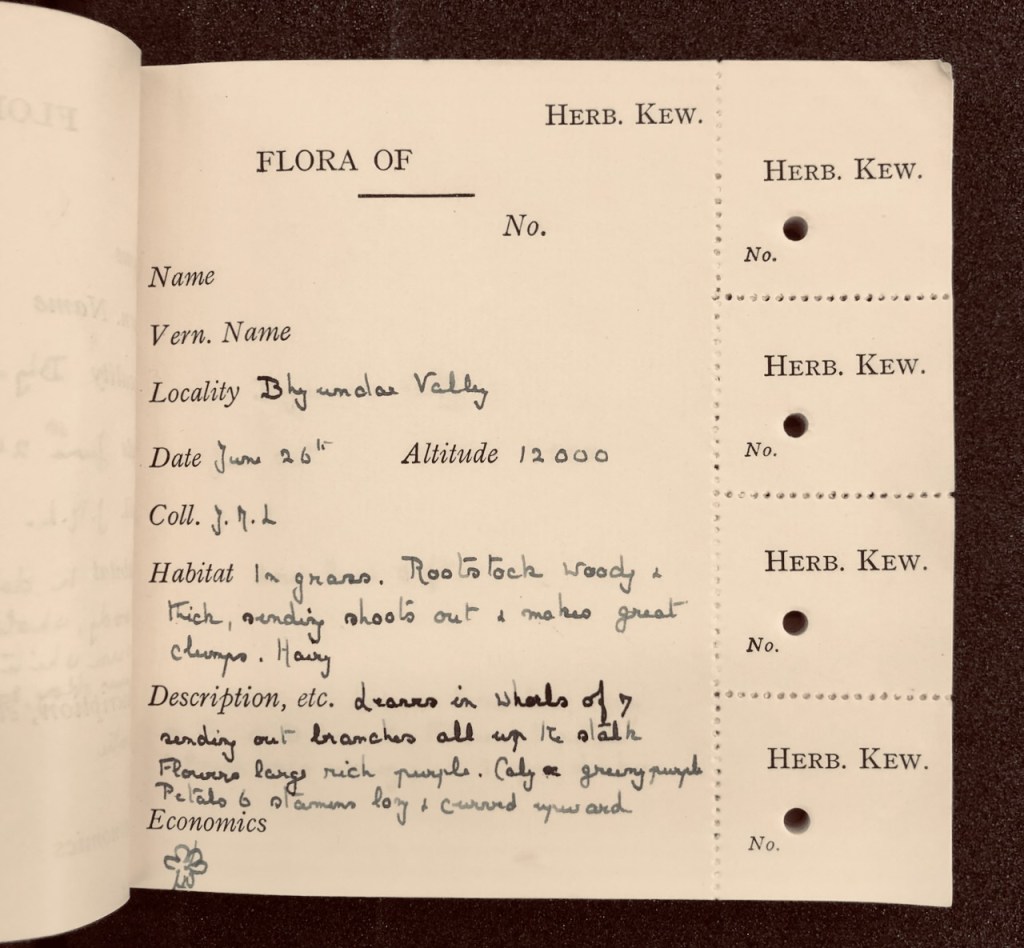 HERB. KEW.
FLORA OF
No.
Name
Vern. Name
Locality Bhyundar Valley
Date June 26th Altitude 12000
Coll. J. M. L
Habitat In grass. Rootstock woody &
thick, sending shoots out & makes great
clumps. Hairy
Description, etc. Leaves in whorls of 7
sending out branches all up the stalk
Flowers large rich purple. Calyx greeny purple
Petals 6 stamens long & curved upward
Economics
HERB. KEW.
No.
HERB. KEW.
No.
HERB. KEW.
No.
HERB. KEW.
No.